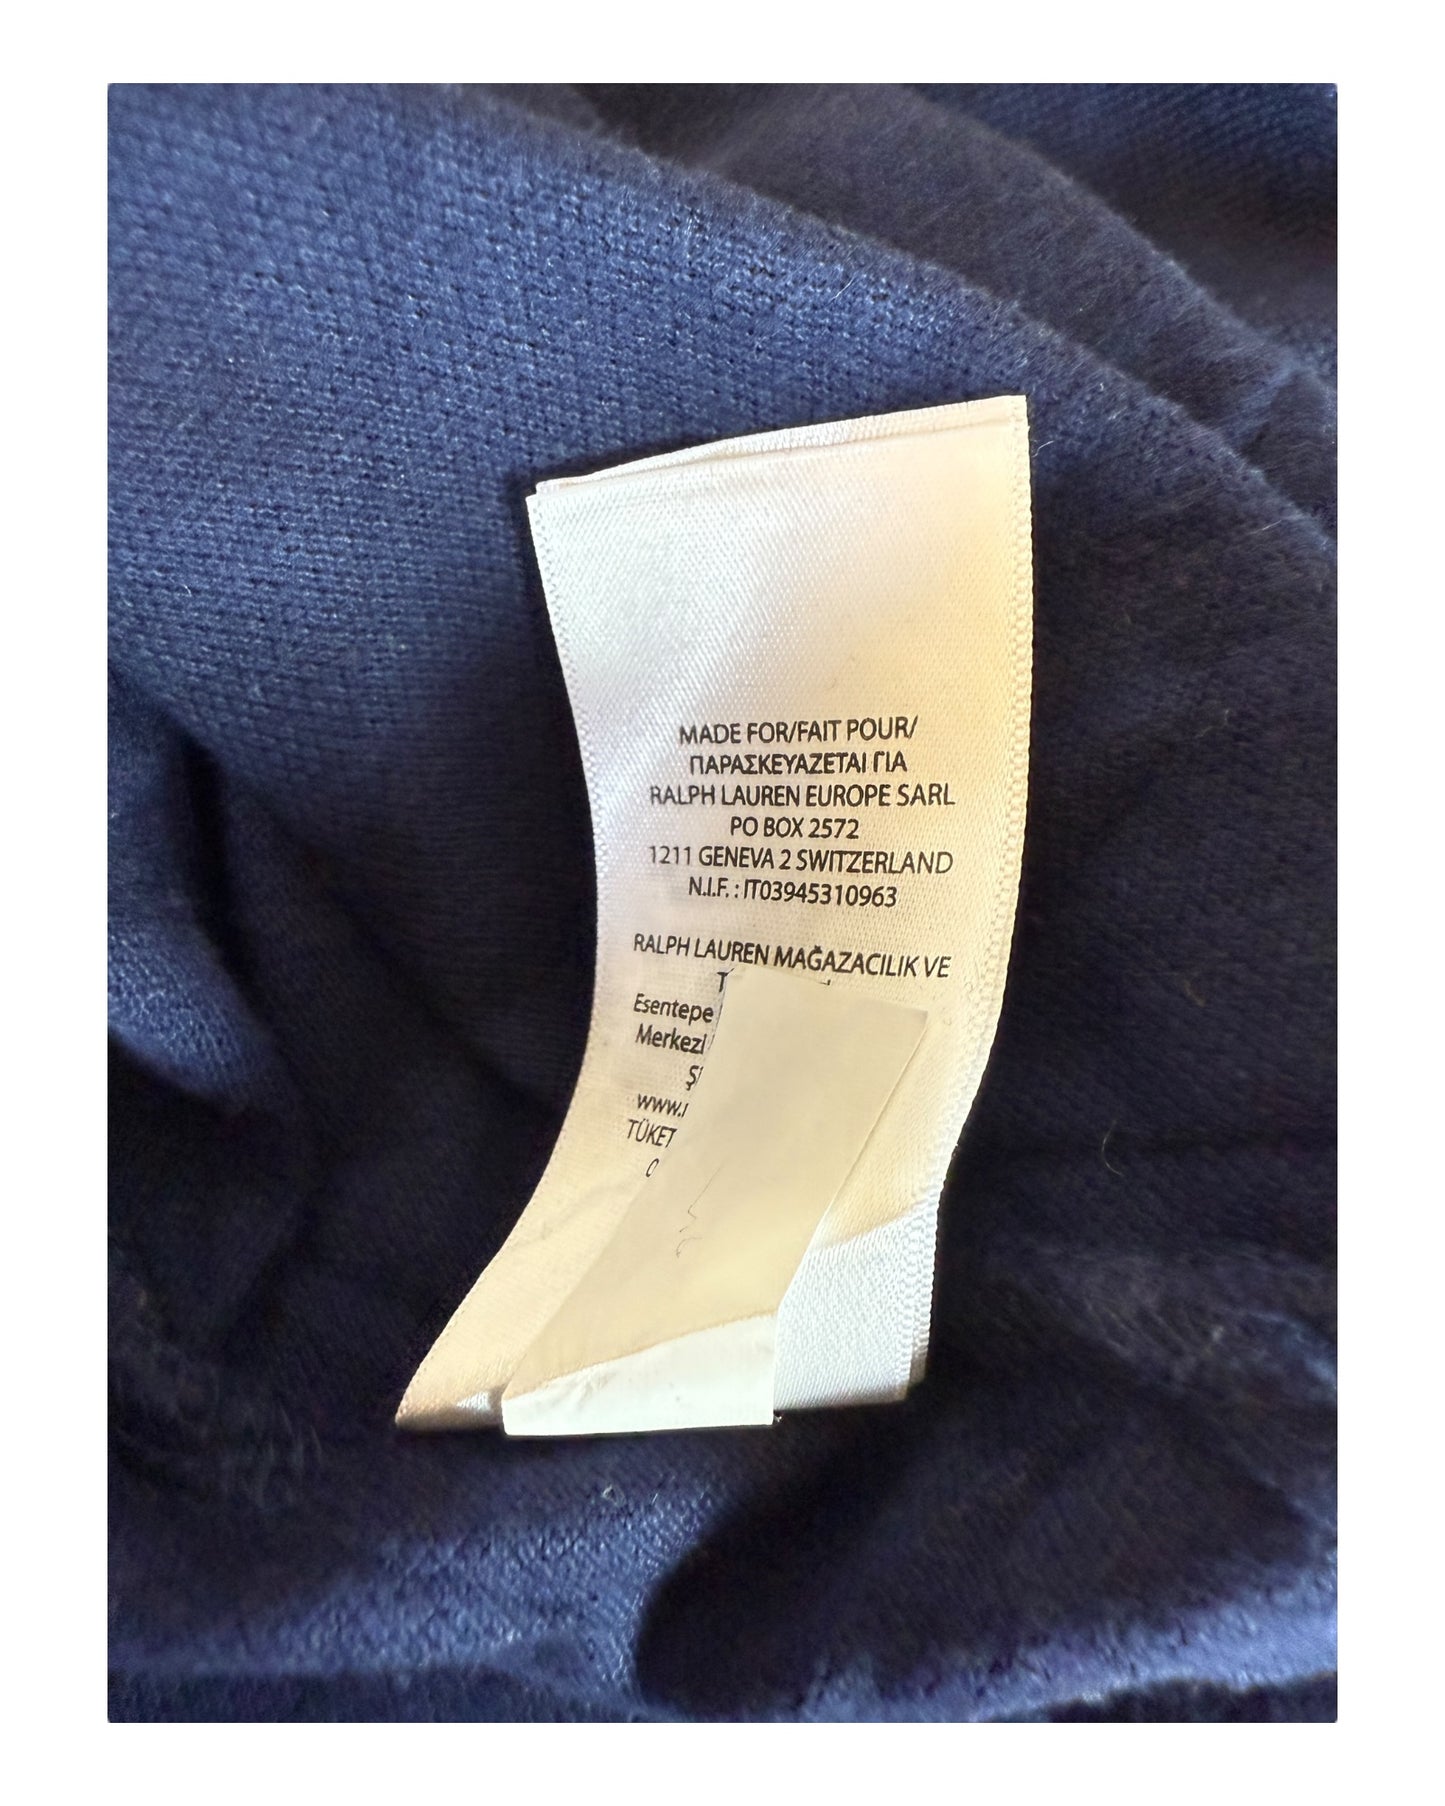 MADE FOR/FAIT POUR/
ΠΑΡΑΣΚΕΥΑΖΕΤΑΙ ΓΙΑ
RALPH LAUREN EUROPE SARL
PO BOX 2572
1211 GENEVA 2 SWITZERLAND
N.I.F. : IT03945310963
RALPH LAUREN MAĞAZACILIK VE
Esentepe
Merkezi
www.